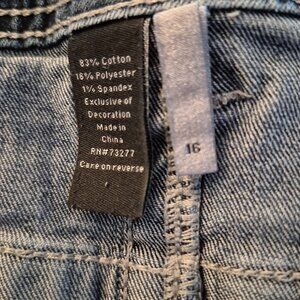 83% Cotton
16% Polyester
1% Spandex
Exclusive of
Decoration
Made in
China
RN#73277
Care on reverse
16